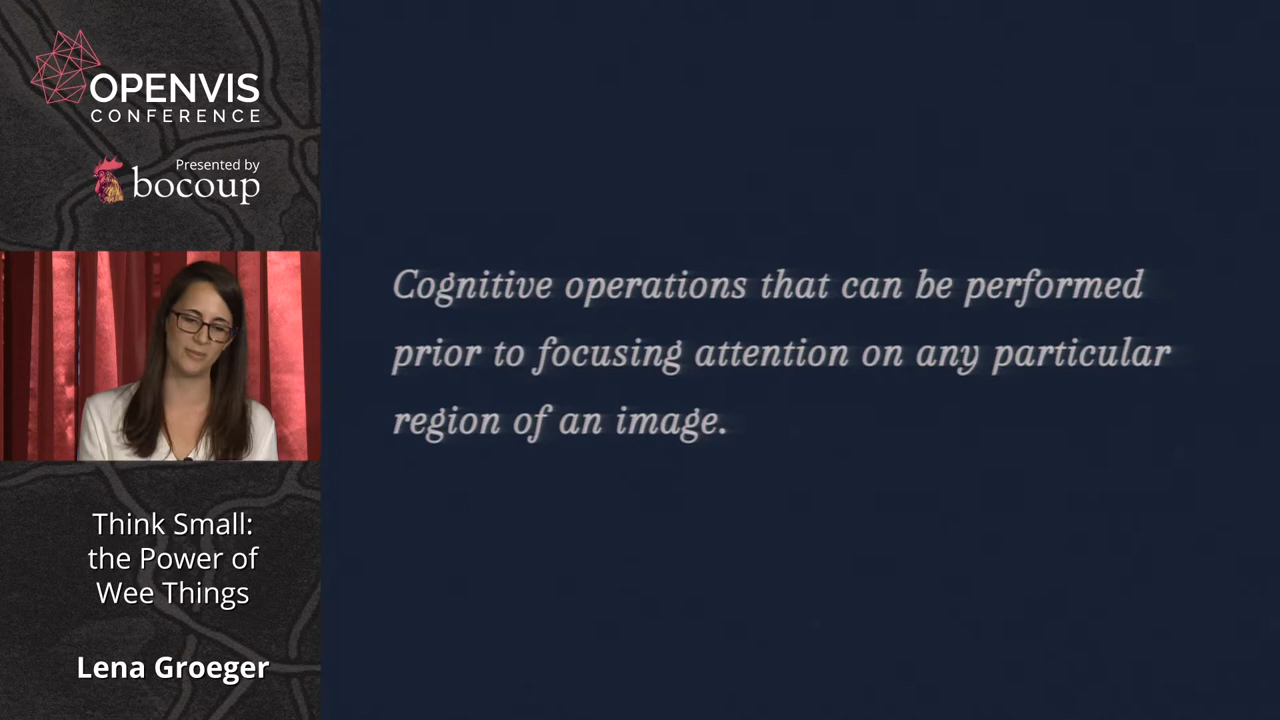 OPENVIS
CONFERENCE
Presented by
bocoup
Think Small:
the Power of
Wee Things
Lena Groeger
Cognitive operations that can be performed
prior to focusing attention on any particular
region of an image.